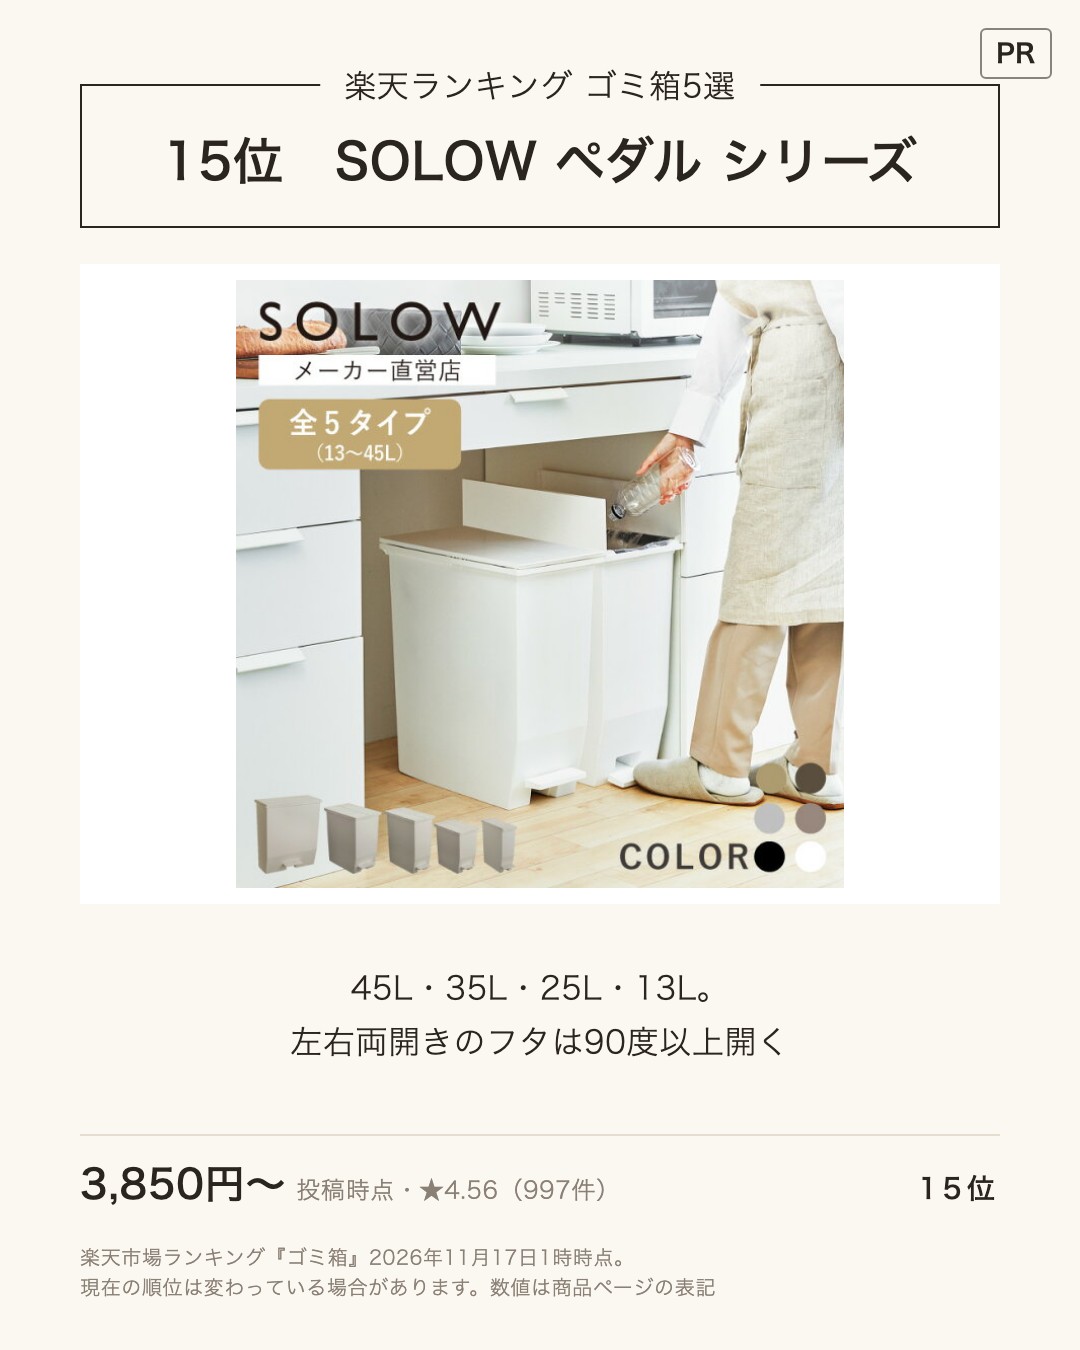 PR
楽天ランキング ゴミ箱5選
15位　SOLOW ペダル シリーズ
SOLOW
メーカー直営店
全5タイプ
（13〜45L）
COLOR
45L・35L・25L・13L。
左右両開きのフタは90度以上開く
3,850円〜 投稿時点・★4.56（997件）
15位
楽天市場ランキング『ゴミ箱』2026年11月17日1時時点。
現在の順位は変わっている場合があります。数値は商品ページの表記